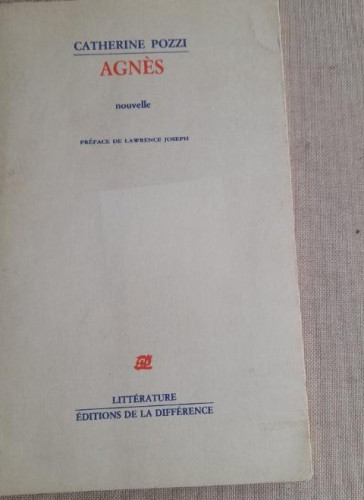 CATHERINE POZZI
AGNÈS
nouvelle
PRÉFACE DE LAWRENCE JOSEPH
LITTÉRATURE
ÉDITIONS DE LA DIFFÉRENCE